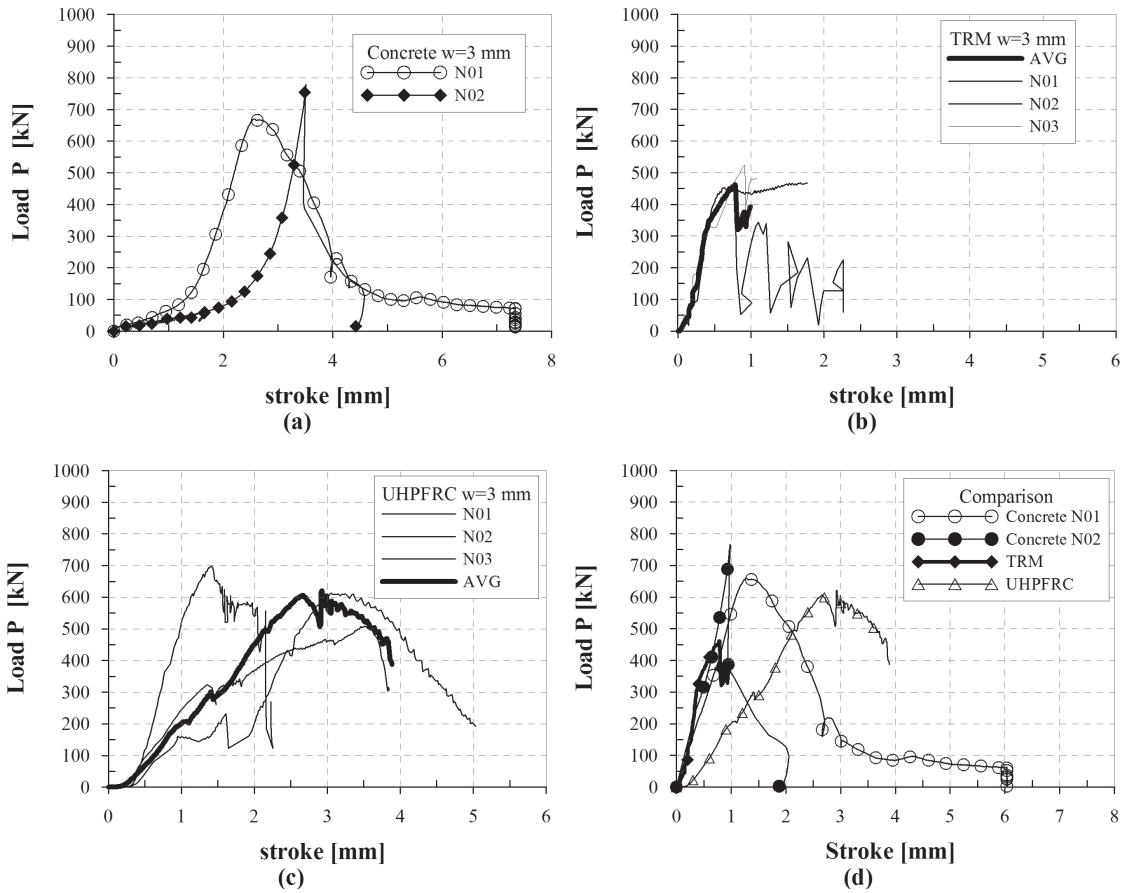 1000
900
800
700
600
500
400
300
200
100
0
Load P [kN]
Concrete w=3 mm
N01
N02
0 2 4 6 8
stroke [mm]
(a)
1000
900
800
700
600
500
400
300
200
100
0
Load P [kN]
TRM w=3 mm
AVG
N01
N02
N03
0 1 2 3 4 5 6
stroke [mm]
(b)
1000
900
800
700
600
500
400
300
200
100
0
Load P [kN]
UHPFRC w=3 mm
N01
N02
N03
AVG
0 1 2 3 4 5 6
stroke [mm]
(c)
1000
900
800
700
600
500
400
300
200
100
0
Load P [kN]
Comparison
Concrete N01
Concrete N02
TRM
UHPFRC
0 1 2 3 4 5 6 7 8
Stroke [mm]
(d)